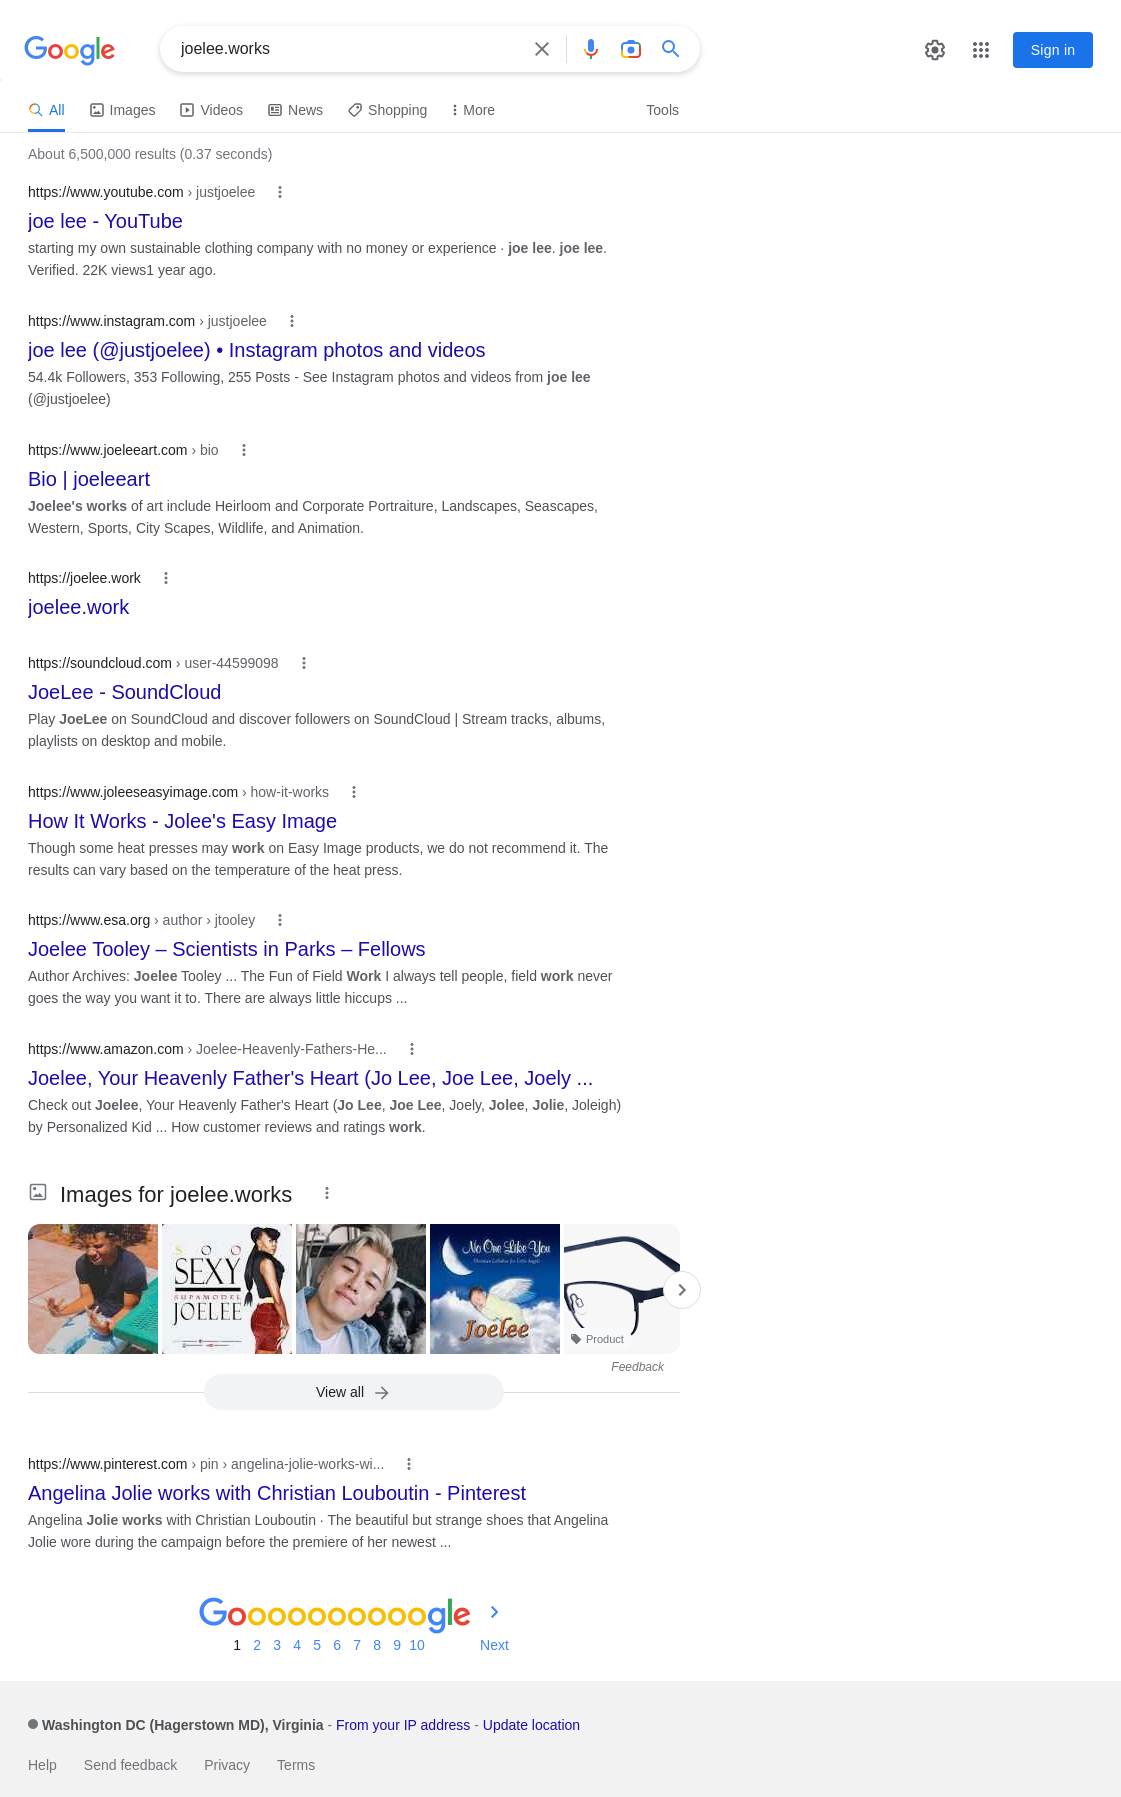 Google
joelee.works
Sign in
All
Images
Videos
News
Shopping
More
Tools
About 6,500,000 results (0.37 seconds)
https://www.youtube.com › justjoelee
joe lee - YouTube
starting my own sustainable clothing company with no money or experience · joe lee. joe lee.
Verified. 22K views1 year ago.
https://www.instagram.com › justjoelee
joe lee (@justjoelee) • Instagram photos and videos
54.4k Followers, 353 Following, 255 Posts - See Instagram photos and videos from joe lee
(@justjoelee)
https://www.joeleeart.com › bio
Bio | joeleeart
Joelee's works of art include Heirloom and Corporate Portraiture, Landscapes, Seascapes,
Western, Sports, City Scapes, Wildlife, and Animation.
https://joelee.work
joelee.work
https://soundcloud.com › user-44599098
JoeLee - SoundCloud
Play JoeLee on SoundCloud and discover followers on SoundCloud | Stream tracks, albums,
playlists on desktop and mobile.
https://www.joleeseasyimage.com › how-it-works
How It Works - Jolee's Easy Image
Though some heat presses may work on Easy Image products, we do not recommend it. The
results can vary based on the temperature of the heat press.
https://www.esa.org › author › jtooley
Joelee Tooley – Scientists in Parks – Fellows
Author Archives: Joelee Tooley ... The Fun of Field Work I always tell people, field work never
goes the way you want it to. There are always little hiccups ...
https://www.amazon.com › Joelee-Heavenly-Fathers-He...
Joelee, Your Heavenly Father's Heart (Jo Lee, Joe Lee, Joely ...
Check out Joelee, Your Heavenly Father's Heart (Jo Lee, Joe Lee, Joely, Jolee, Jolie, Joleigh)
by Personalized Kid ... How customer reviews and ratings work.
Images for joelee.works
SOO
SEXY
SUPAMODEL
JOELEE
No One Like You
Joelee
Product
Feedback
View all
https://www.pinterest.com › pin › angelina-jolie-works-wi...
Angelina Jolie works with Christian Louboutin - Pinterest
Angelina Jolie works with Christian Louboutin · The beautiful but strange shoes that Angelina
Jolie wore during the campaign before the premiere of her newest ...
Goooooooooogle
1 2 3 4 5 6 7 8 9 10 Next
Washington DC (Hagerstown MD), Virginia - From your IP address - Update location
Help Send feedback Privacy Terms